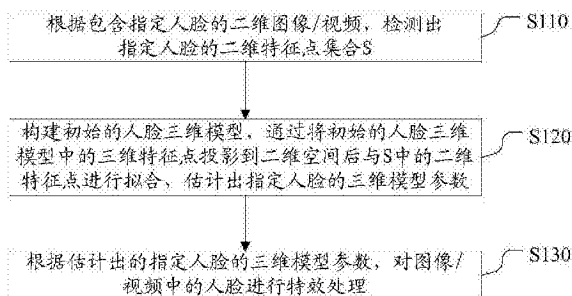 根据包含指定人脸的二维图像/视频，检测出
指定人脸的二维特征点集合S
S110
构建初始的人脸三维模型，通过将初始的人脸三维
模型中的三维特征点投影到二维空间后与S中的二维
特征点进行拟合，估计出指定人脸的三维模型参数
S120
根据估计出的指定人脸的三维模型参数，对图像/
视频中的人脸进行特效处理
S130